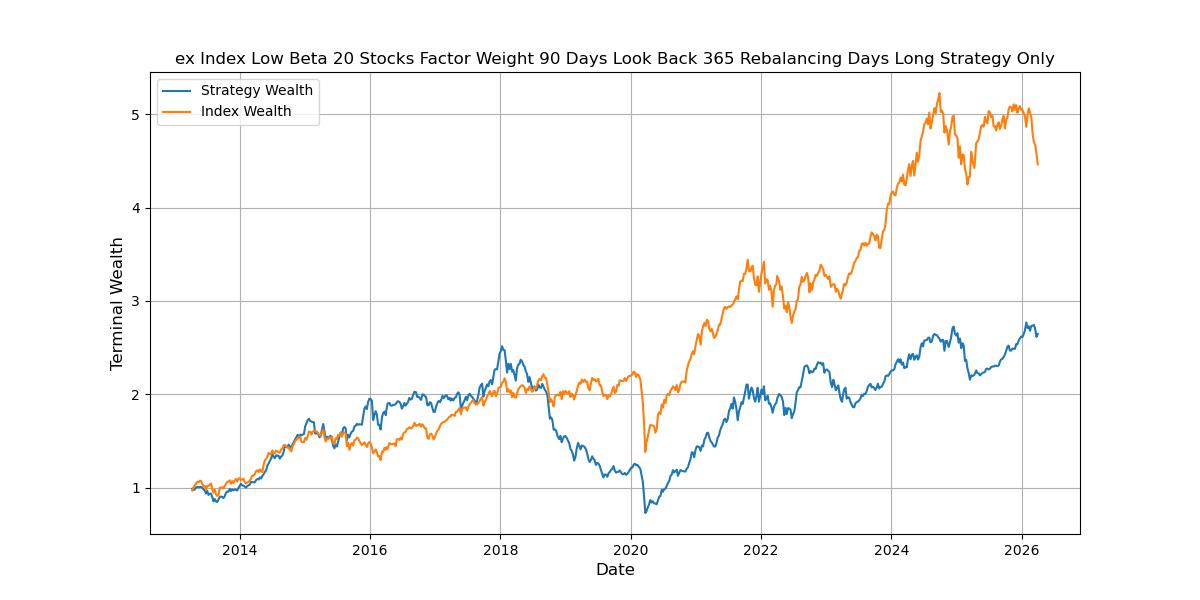 ex Index Low Beta 20 Stocks Factor Weight 90 Days Look Back 365 Rebalancing Days Long Strategy Only
Strategy Wealth
Index Wealth
Terminal Wealth
5
4
3
2
1
2014 2016 2018 2020 2022 2024 2026
Date